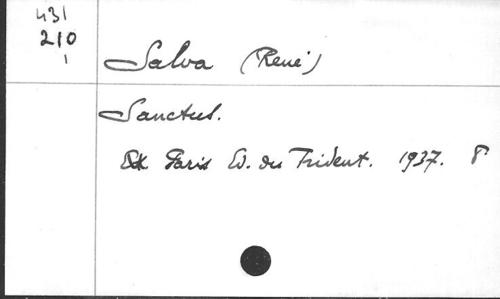 431
210
1
Salva (René)
Sanctus.
Paris Ed. du Trident. 1937. 8°